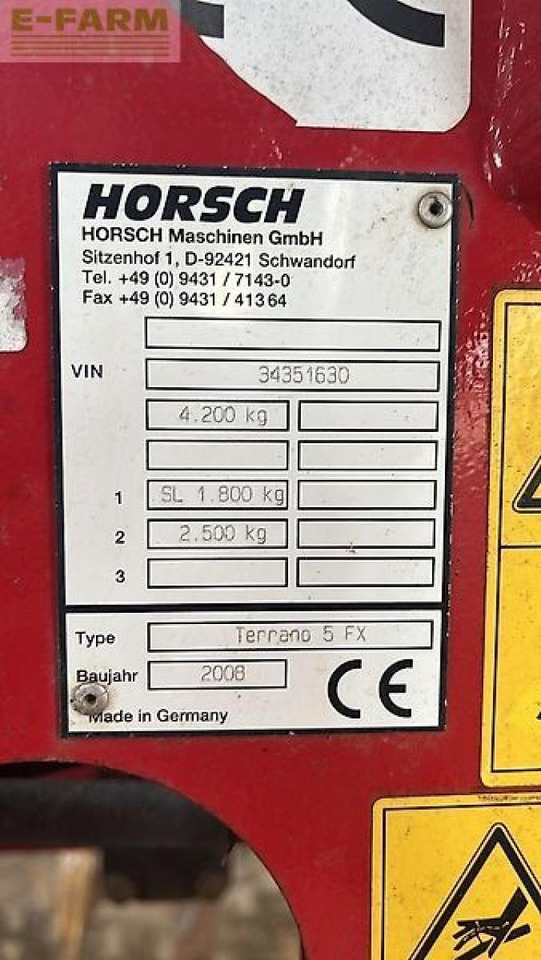 E-FARM
HORSCH
HORSCH Maschinen GmbH
Sitzenhof 1, D-92421 Schwandorf
Tel. +49 (0) 9431 / 7143-0
Fax +49 (0) 9431 / 413 64
VIN 34351630
4.200 kg
1 SL 1.800 kg
2 2.500 kg
3
Type Terrano 5 FX
Baujahr 2008
CE
Made in Germany